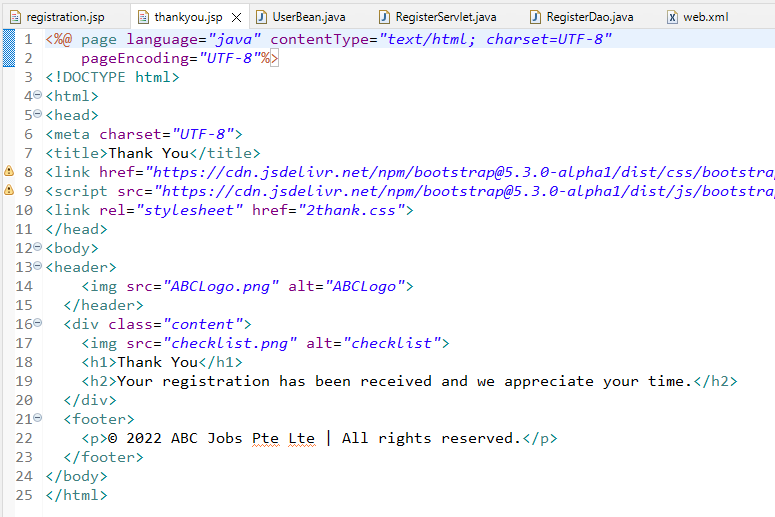 registration.jsp thankyou.jsp UserBean.java RegisterServlet.java RegisterDao.java web.xml
1 <%@ page language="java" contentType="text/html; charset=UTF-8"
2 pageEncoding="UTF-8"%>
3 <!DOCTYPE html>
4 <html>
5 <head>
6 <meta charset="UTF-8">
7 <title>Thank You</title>
8 <link href="https://cdn.jsdelivr.net/npm/bootstrap@5.3.0-alpha1/dist/css/bootstrap
9 <script src="https://cdn.jsdelivr.net/npm/bootstrap@5.3.0-alpha1/dist/js/bootstrap
10 <link rel="stylesheet" href="2thank.css">
11 </head>
12 <body>
13 <header>
14 <img src="ABCLogo.png" alt="ABCLogo">
15 </header>
16 <div class="content">
17 <img src="checklist.png" alt="checklist">
18 <h1>Thank You</h1>
19 <h2>Your registration has been received and we appreciate your time.</h2>
20 </div>
21 <footer>
22 <p>© 2022 ABC Jobs Pte Lte | All rights reserved.</p>
23 </footer>
24 </body>
25 </html>